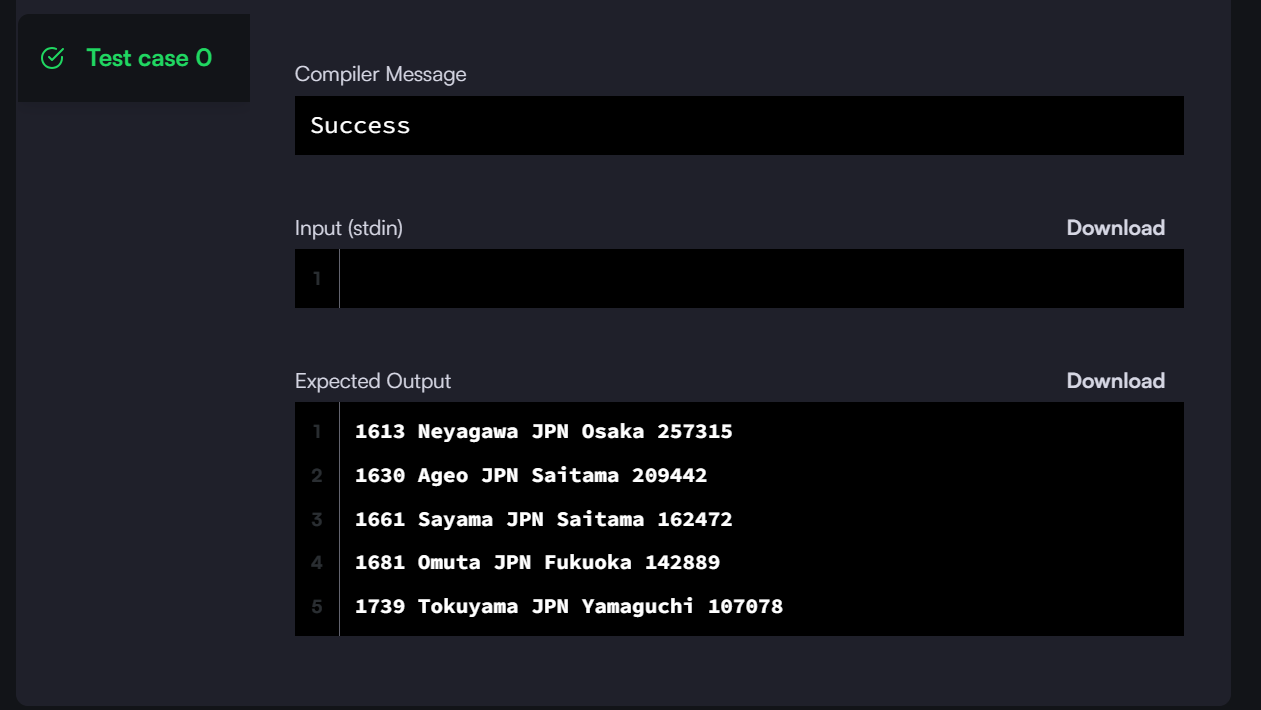 Test case 0
Compiler Message
Success
Input (stdin) Download
1
Expected Output Download
1 1613 Neyagawa JPN Osaka 257315
2 1630 Ageo JPN Saitama 209442
3 1661 Sayama JPN Saitama 162472
4 1681 Omuta JPN Fukuoka 142889
5 1739 Tokuyama JPN Yamaguchi 107078